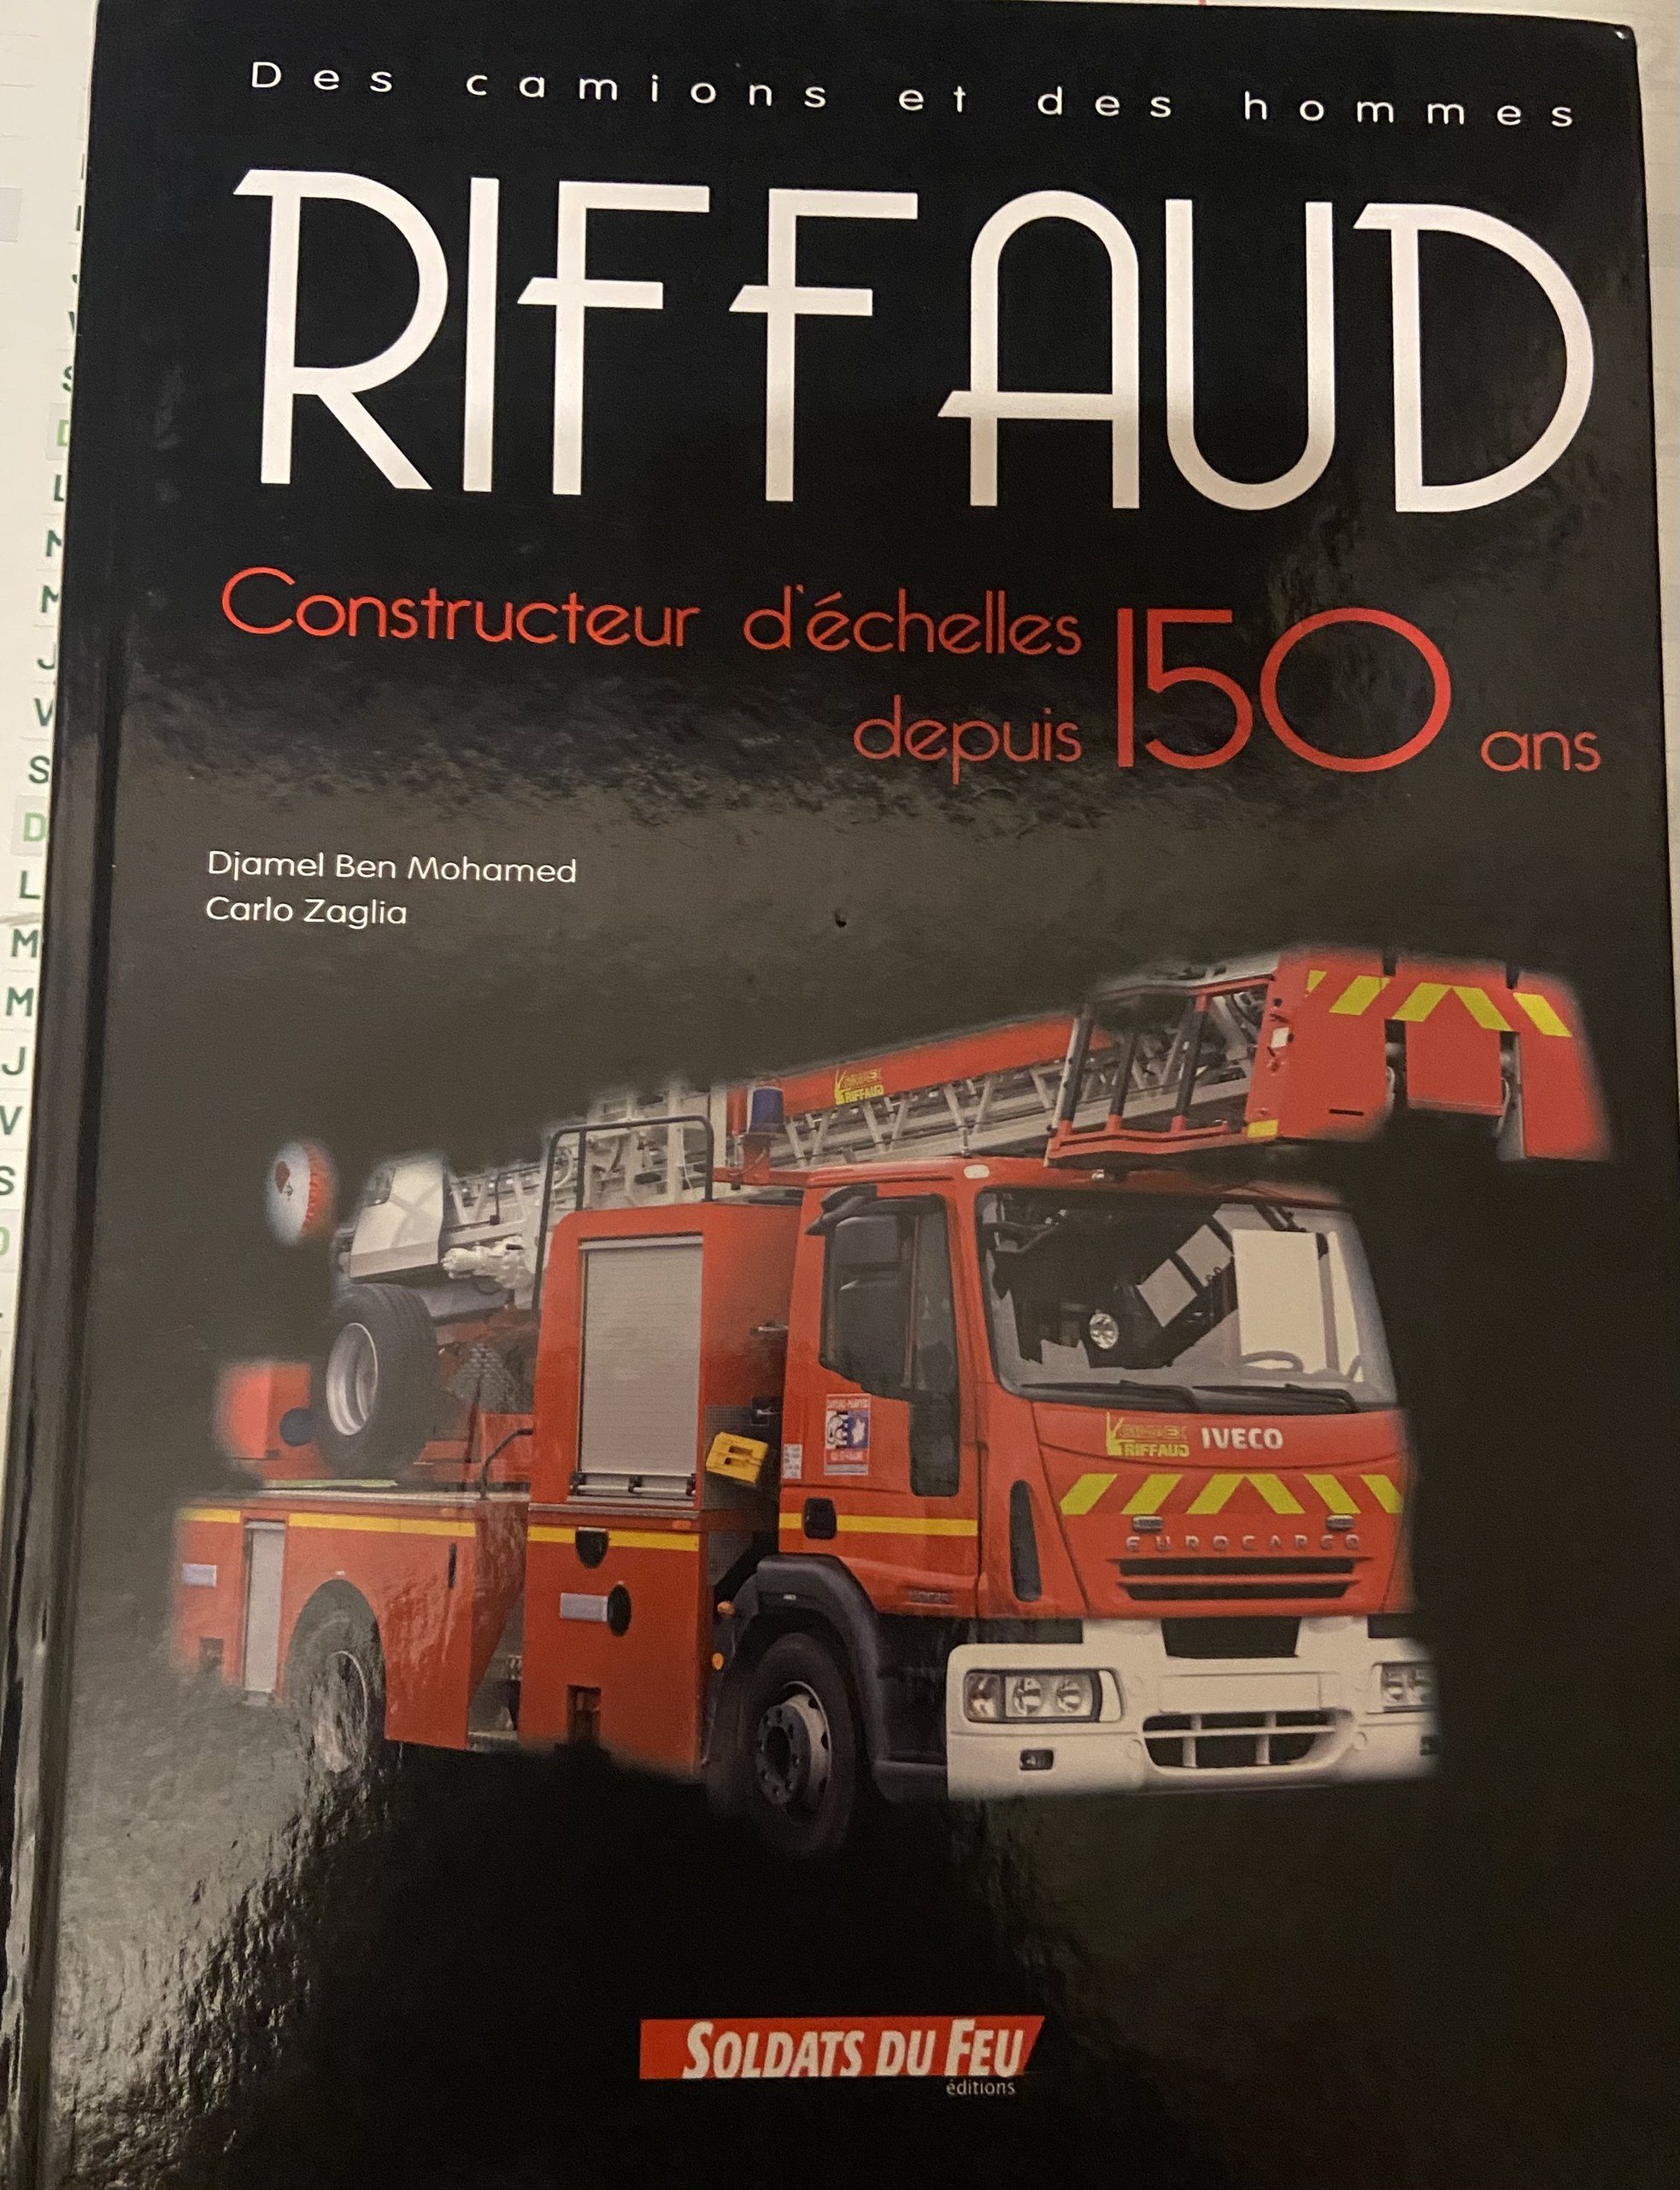 Des camions et des hommes
RIFFAUD
Constructeur d'échelles
depuis 150 ans
Djamel Ben Mohamed
Carlo Zaglia
RIFFAUD
RIFFAUD
IVECO
EUROCARGO
SOLDATS DU FEU
éditions
S
D
L
N
M
J
V
S
D
L
M
M
J
V
S